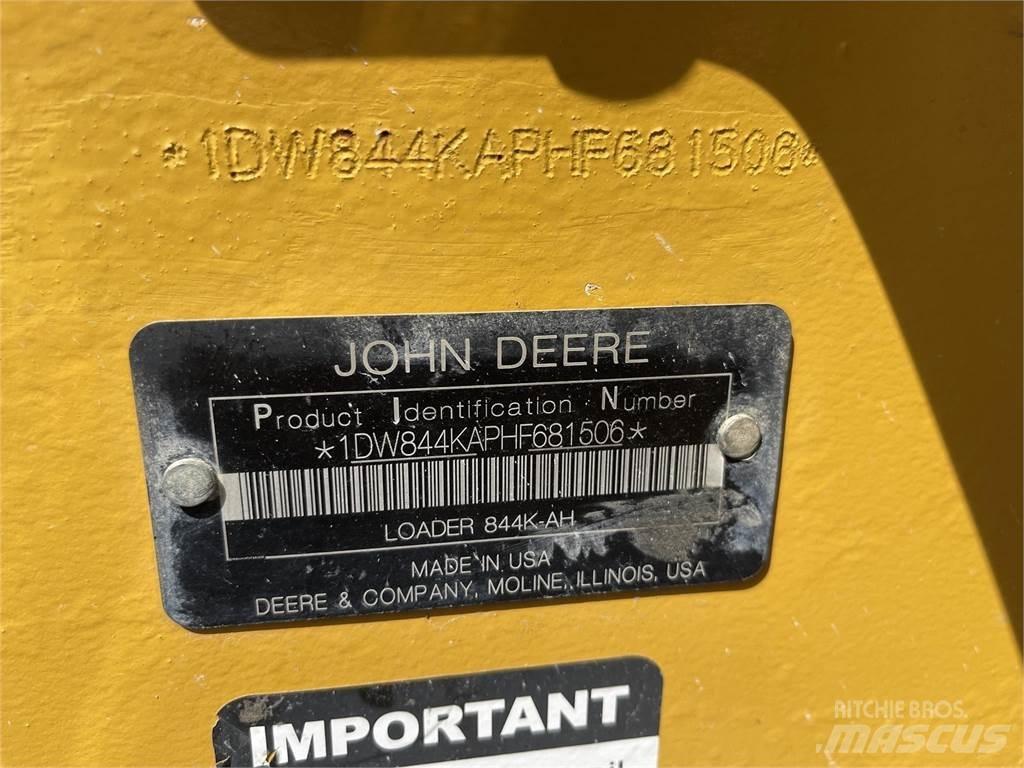 *1DW844KAPHF681506*
JOHN DEERE
Product Identification Number
*1DW844KAPHF681506*
LOADER 844K-AH
MADE IN USA
DEERE & COMPANY, MOLINE, ILLINOIS, USA
IMPORTANT
RITCHIE BROS.
MASCUS